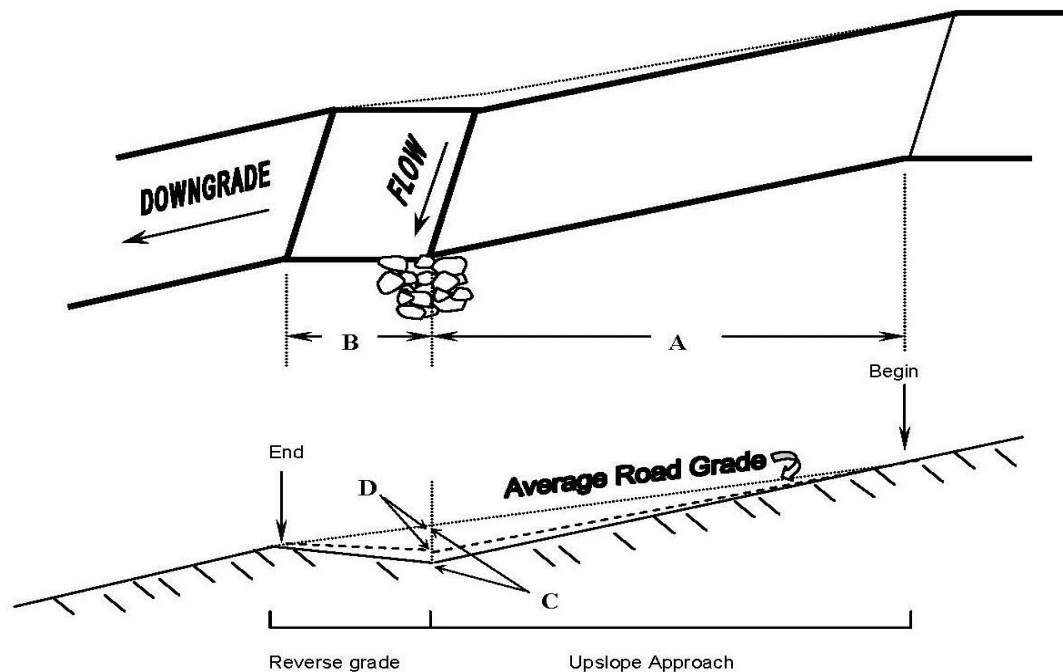 DOWNGRADE
FLOW
B
A
Begin
End
Average Road Grade
D
C
Reverse grade
Upslope Approach